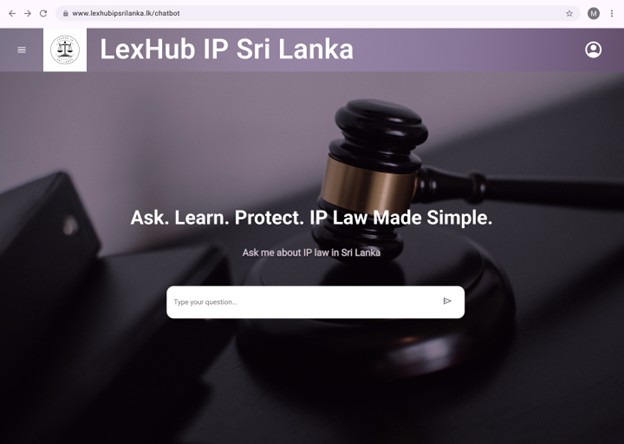 www.lexhubipsrilanka.lk/chatbot
M
LexHub IP Sri Lanka
Ask. Learn. Protect. IP Law Made Simple.
Ask me about IP law in Sri Lanka
Type your question...